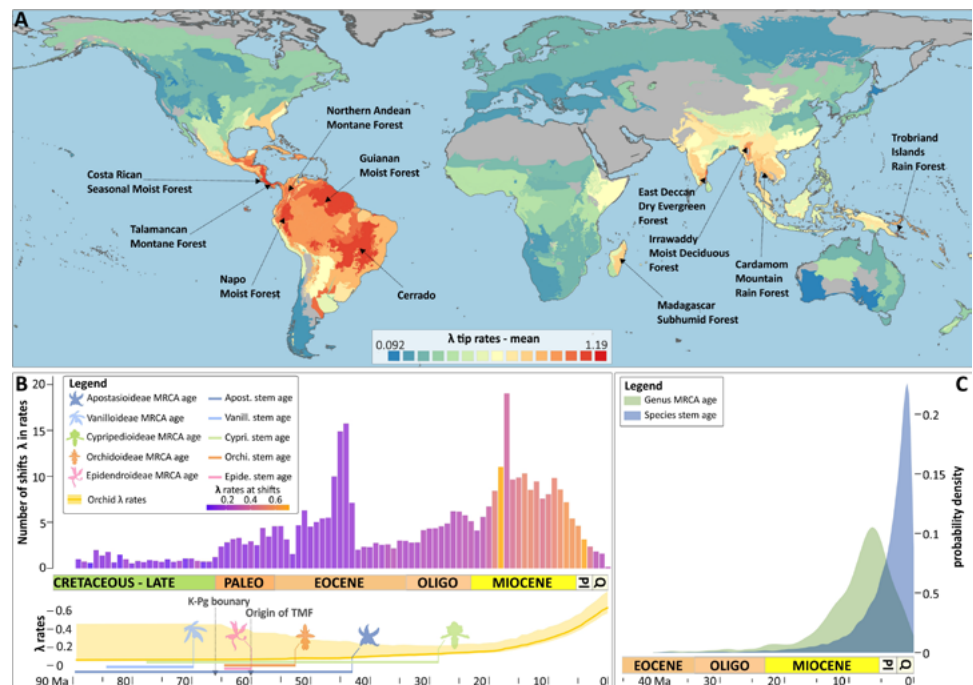 A
Northern Andean
Montane Forest
Guianan
Moist Forest
Costa Rican
Seasonal Moist Forest
Talamancan
Montane Forest
Napo
Moist Forest
Cerrado
Trobriand
Islands
Rain Forest
East Deccan
Dry Evergreen
Forest
Irrawaddy
Moist Deciduous
Forest
Cardamom
Mountain
Rain Forest
Madagascar
Subhumid Forest
λ tip rates - mean
0.092
1.19
B
Number of shifts λ in rates
20
15
10
5
0
Legend
Apostasioideae MRCA age
Vanilloideae MRCA age
Cypripedioideae MRCA age
Orchidoideae MRCA age
Epidendroideae MRCA age
Orchid λ rates
Apost. stem age
Vanill. stem age
Cypri. stem age
Orchi. stem age
Epide. stem age
λ rates at shifts
0.2 0.4 0.6
CRETACEOUS - LATE PALEO EOCENE OLIGO MIOCENE Pl Q
K-Pg bounary
Origin of TMF
λ rates
0.6
0.4
0.2
0
90 Ma 80 70 60 50 40 30 20 10 0
C
Legend
Genus MRCA age
Species stem age
0.2
0.15
0.1
0.05
0
probability density
EOCENE OLIGO MIOCENE Pl Q
40 Ma 30 20 10 0